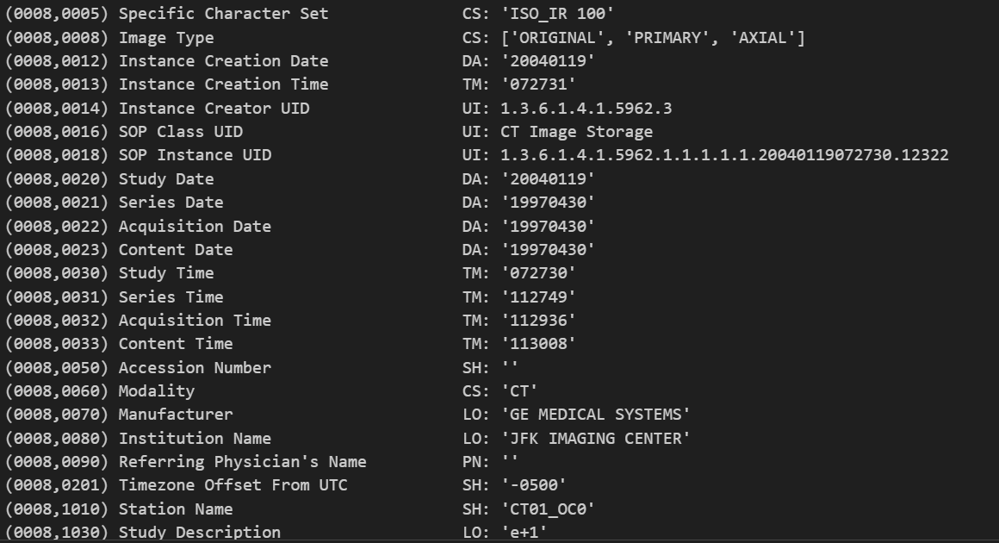 (0008,0005) Specific Character Set CS: 'ISO_IR 100'
(0008,0008) Image Type CS: ['ORIGINAL', 'PRIMARY', 'AXIAL']
(0008,0012) Instance Creation Date DA: '20040119'
(0008,0013) Instance Creation Time TM: '072731'
(0008,0014) Instance Creator UID UI: 1.3.6.1.4.1.5962.3
(0008,0016) SOP Class UID UI: CT Image Storage
(0008,0018) SOP Instance UID UI: 1.3.6.1.4.1.5962.1.1.1.1.1.20040119072730.12322
(0008,0020) Study Date DA: '20040119'
(0008,0021) Series Date DA: '19970430'
(0008,0022) Acquisition Date DA: '19970430'
(0008,0023) Content Date DA: '19970430'
(0008,0030) Study Time TM: '072730'
(0008,0031) Series Time TM: '112749'
(0008,0032) Acquisition Time TM: '112936'
(0008,0033) Content Time TM: '113008'
(0008,0050) Accession Number SH: ''
(0008,0060) Modality CS: 'CT'
(0008,0070) Manufacturer LO: 'GE MEDICAL SYSTEMS'
(0008,0080) Institution Name LO: 'JFK IMAGING CENTER'
(0008,0090) Referring Physician's Name PN: ''
(0008,0201) Timezone Offset From UTC SH: '-0500'
(0008,1010) Station Name SH: 'CT01_OC0'
(0008,1030) Study Description LO: 'e+1'